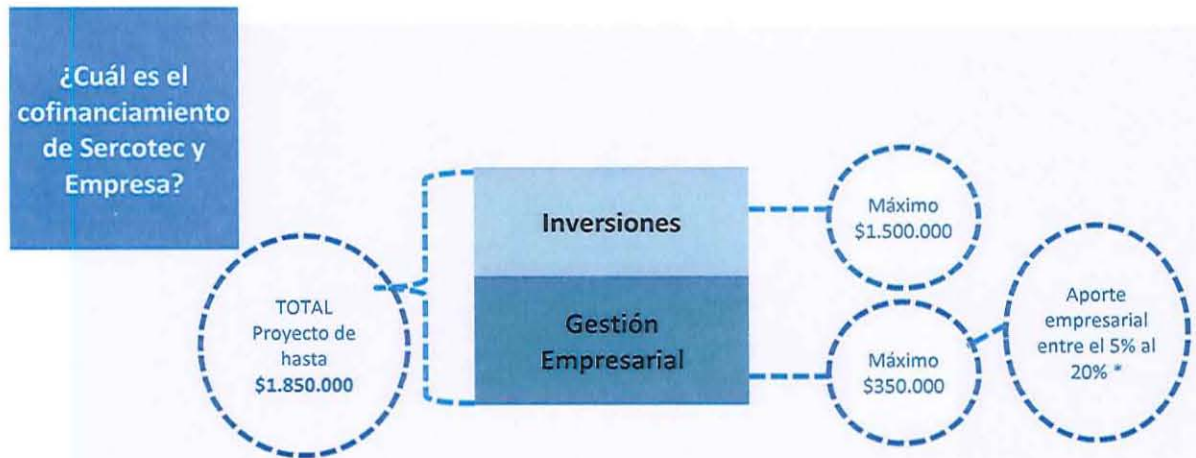 ¿Cuál es el
cofinanciamiento
de Sercotec y
Empresa?
TOTAL
Proyecto de
hasta
$1.850.000
Inversiones
Gestión
Empresarial
Máximo
$1.500.000
Máximo
$350.000
Aporte
empresarial
entre el 5% al
20% *